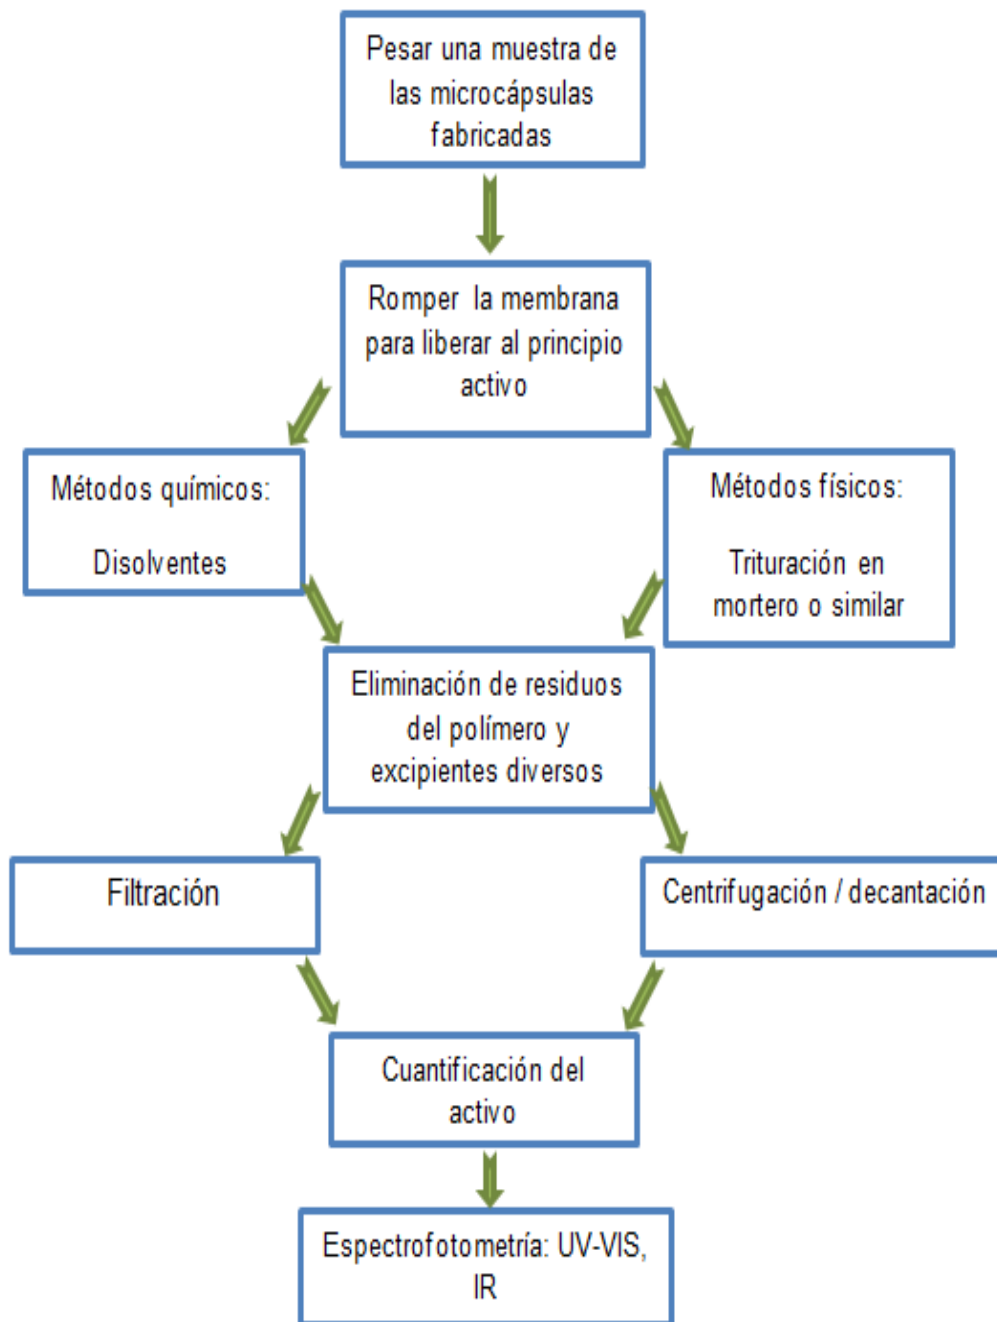 Pesar una muestra de
las microcápsulas
fabricadas
Romper la membrana
para liberar al principio
activo
Métodos químicos:
Disolventes
Métodos físicos:
Trituración en
mortero o similar
Eliminación de residuos
del polímero y
excipientes diversos
Filtración
Centrifugación / decantación
Cuantificación del
activo
Espectrofotometría: UV-VIS,
IR